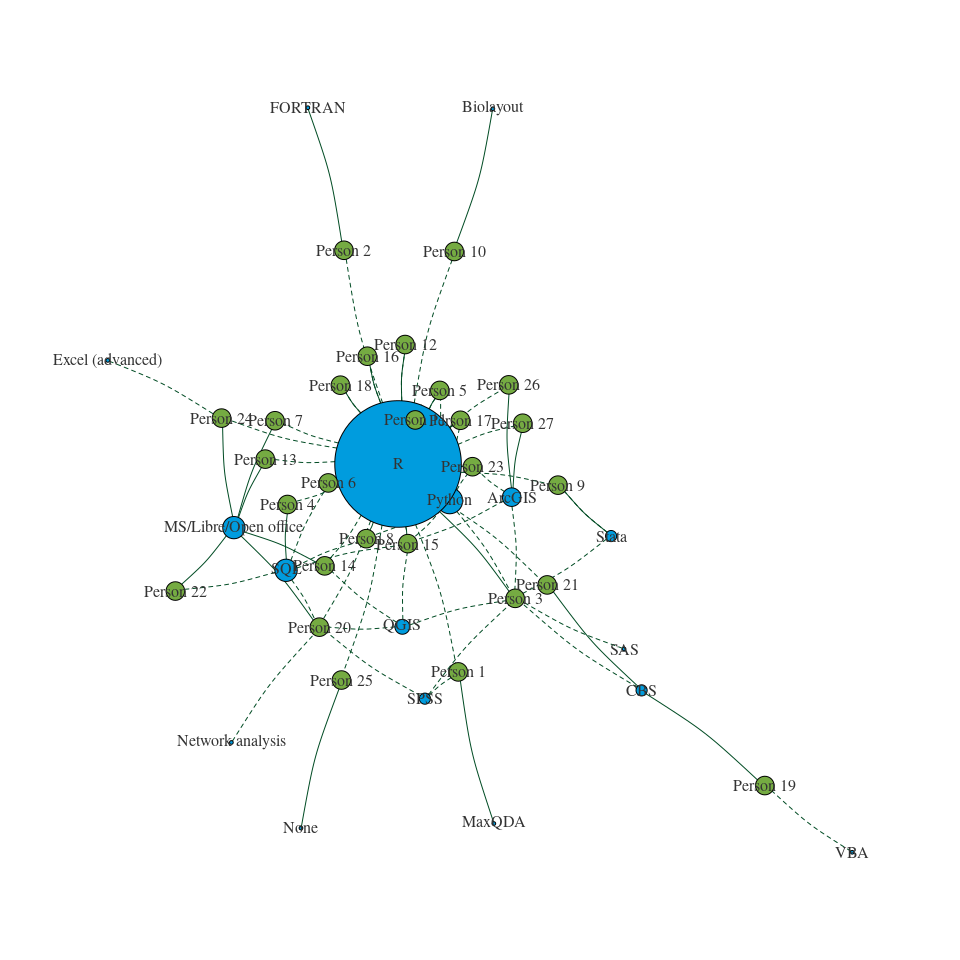 FORTRAN
Biolayout
Person 2
Person 10
Person 12
Person 16
Excel (advanced)
Person 18
Person 26
Person 5
Person 24
Person 7
Person 17
Person 27
Person 13
R
Person 23
Person 6
Person 9
Python
ArcGIS
Person 4
MS/Libre/Open office
Stata
Person 8
Person 15
Person 14
SQL
Person 21
Person 22
Person 3
QGIS
Person 20
SAS
Person 1
Person 25
CBS
SPSS
Network analysis
Person 19
MaxQDA
None
VBA